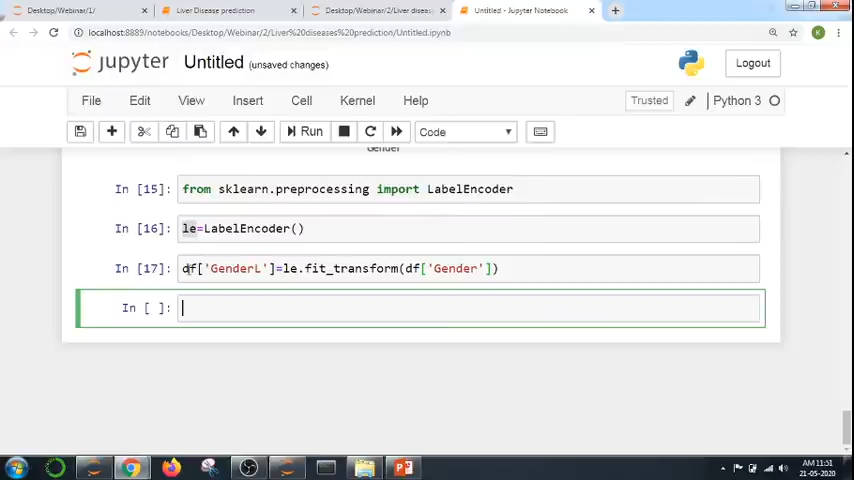 Desktop/Webinar/1/
Liver Disease prediction
Desktop/Webinar/2/Liver diseas
Untitled - Jupyter Notebook
localhost:8889/notebooks/Desktop/Webinar/2/Liver%20diseases%20prediction/Untitled.ipynb
K
jupyter Untitled (unsaved changes)
Logout
File Edit View Insert Cell Kernel Help
Trusted
Python 3
Run
Code
Gender
In [15]: from sklearn.preprocessing import LabelEncoder
In [16]: le=LabelEncoder()
In [17]: df['GenderL']=le.fit_transform(df['Gender'])
In [ ]:
AM 11:51
21-05-2020